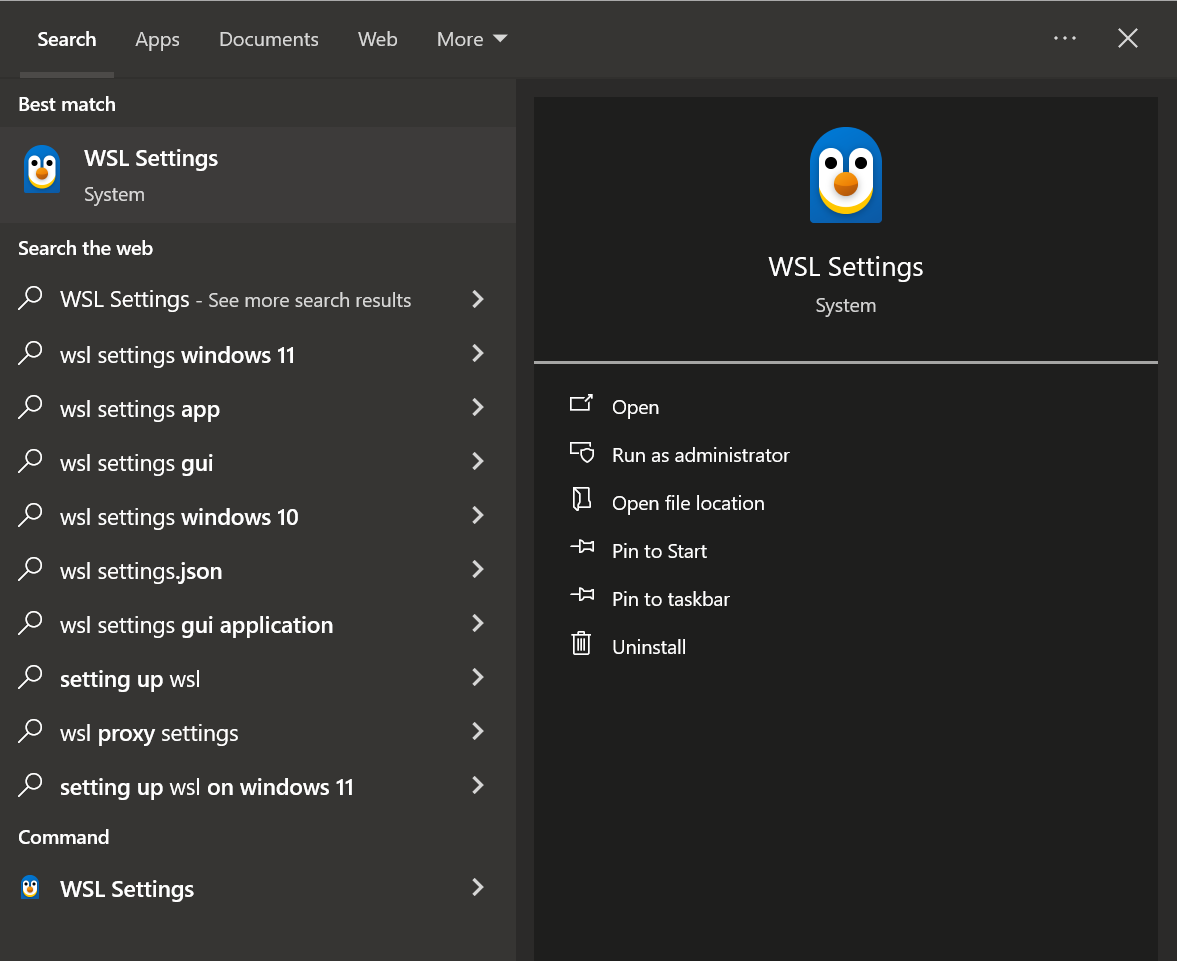 Search Apps Documents Web More
Best match
WSL Settings
System
Search the web
WSL Settings - See more search results
wsl settings windows 11
wsl settings app
wsl settings gui
wsl settings windows 10
wsl settings.json
wsl settings gui application
setting up wsl
wsl proxy settings
setting up wsl on windows 11
Command
WSL Settings
WSL Settings
System
Open
Run as administrator
Open file location
Pin to Start
Pin to taskbar
Uninstall